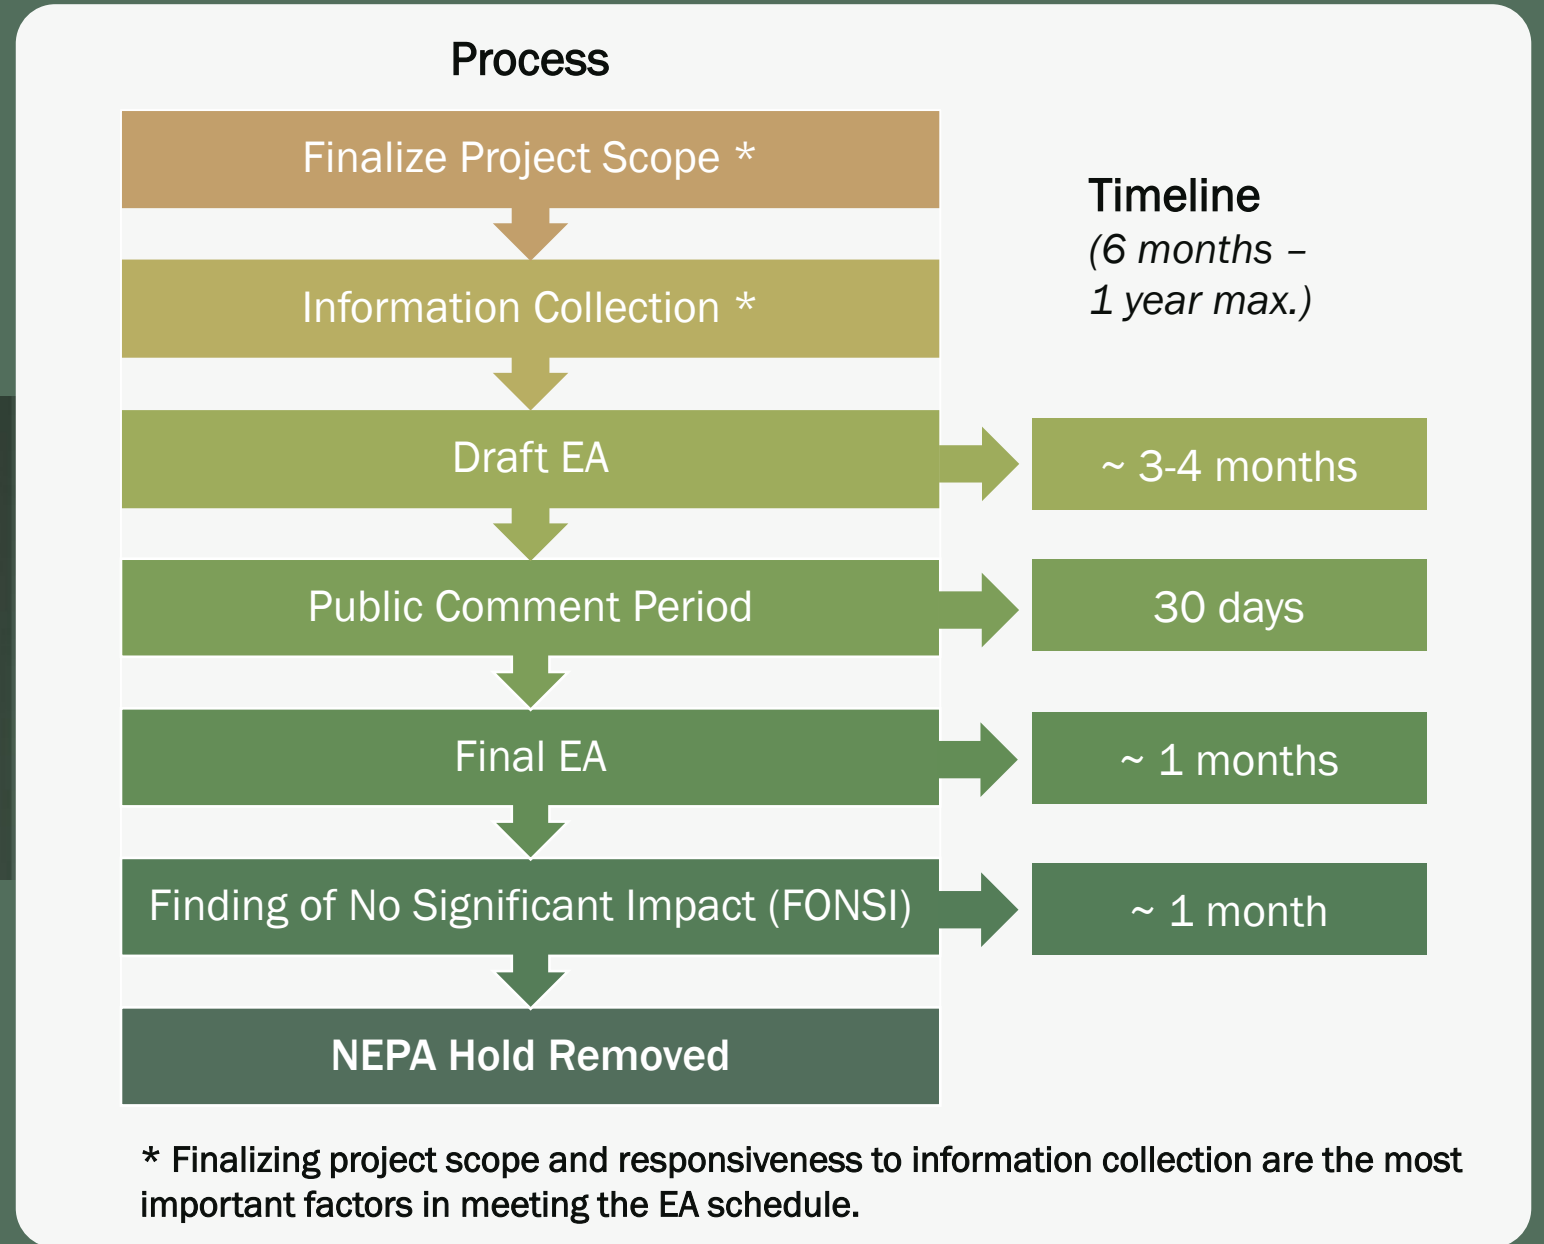 Process
Finalize Project Scope *
Information Collection *
Draft EA
Public Comment Period
Final EA
Finding of No Significant Impact (FONSI)
NEPA Hold Removed
Timeline
(6 months –
1 year max.)
~ 3-4 months
30 days
~ 1 months
~ 1 month
* Finalizing project scope and responsiveness to information collection are the most
important factors in meeting the EA schedule.